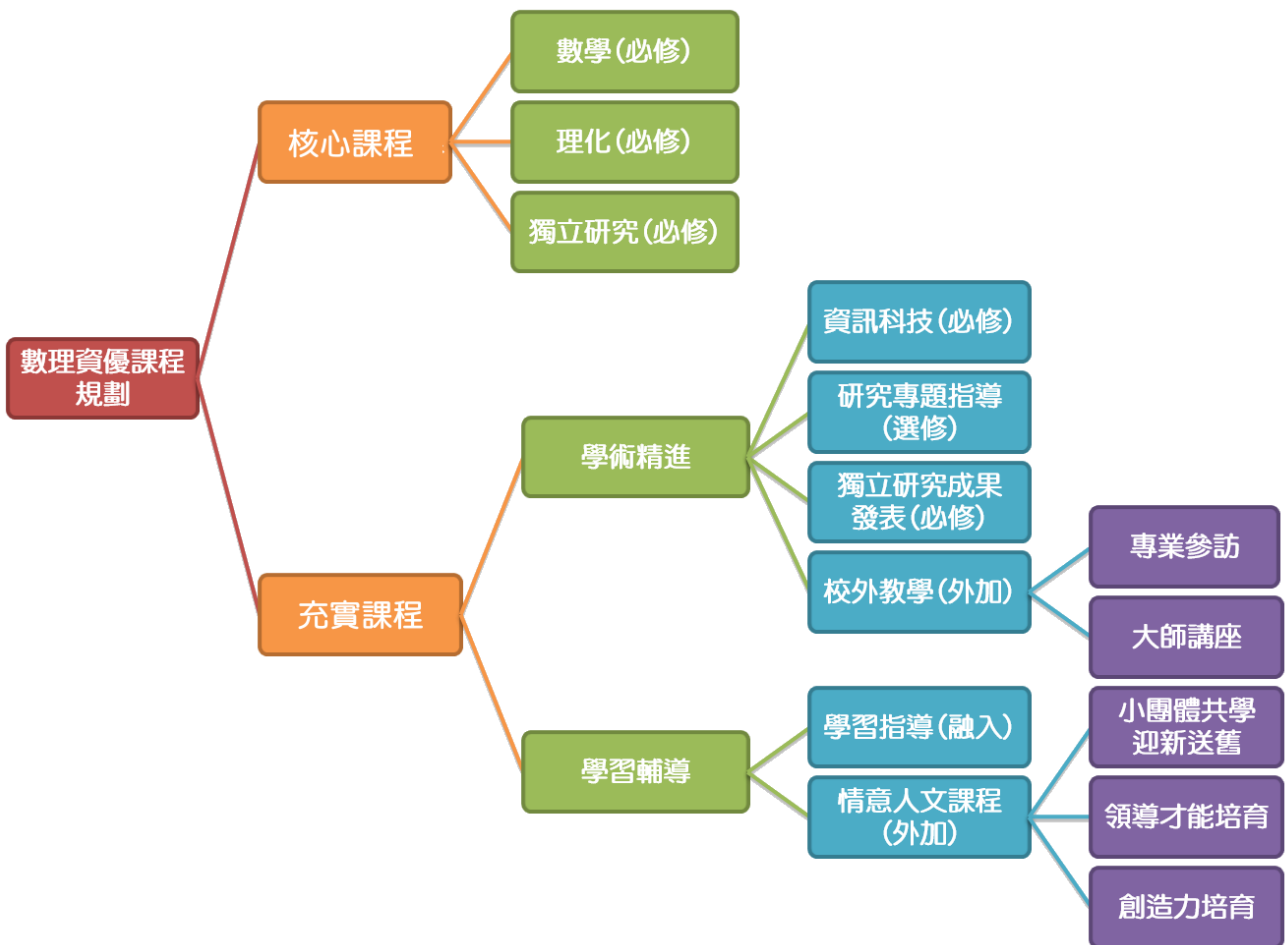 數理資優課程
規劃
核心課程
數學(必修)
理化(必修)
獨立研究(必修)
充實課程
學術精進
資訊科技(必修)
研究專題指導
(選修)
獨立研究成果
發表(必修)
校外教學(外加)
專業參訪
大師講座
學習輔導
學習指導(融入)
情意人文課程
(外加)
小團體共學
迎新送舊
領導才能培育
創造力培育